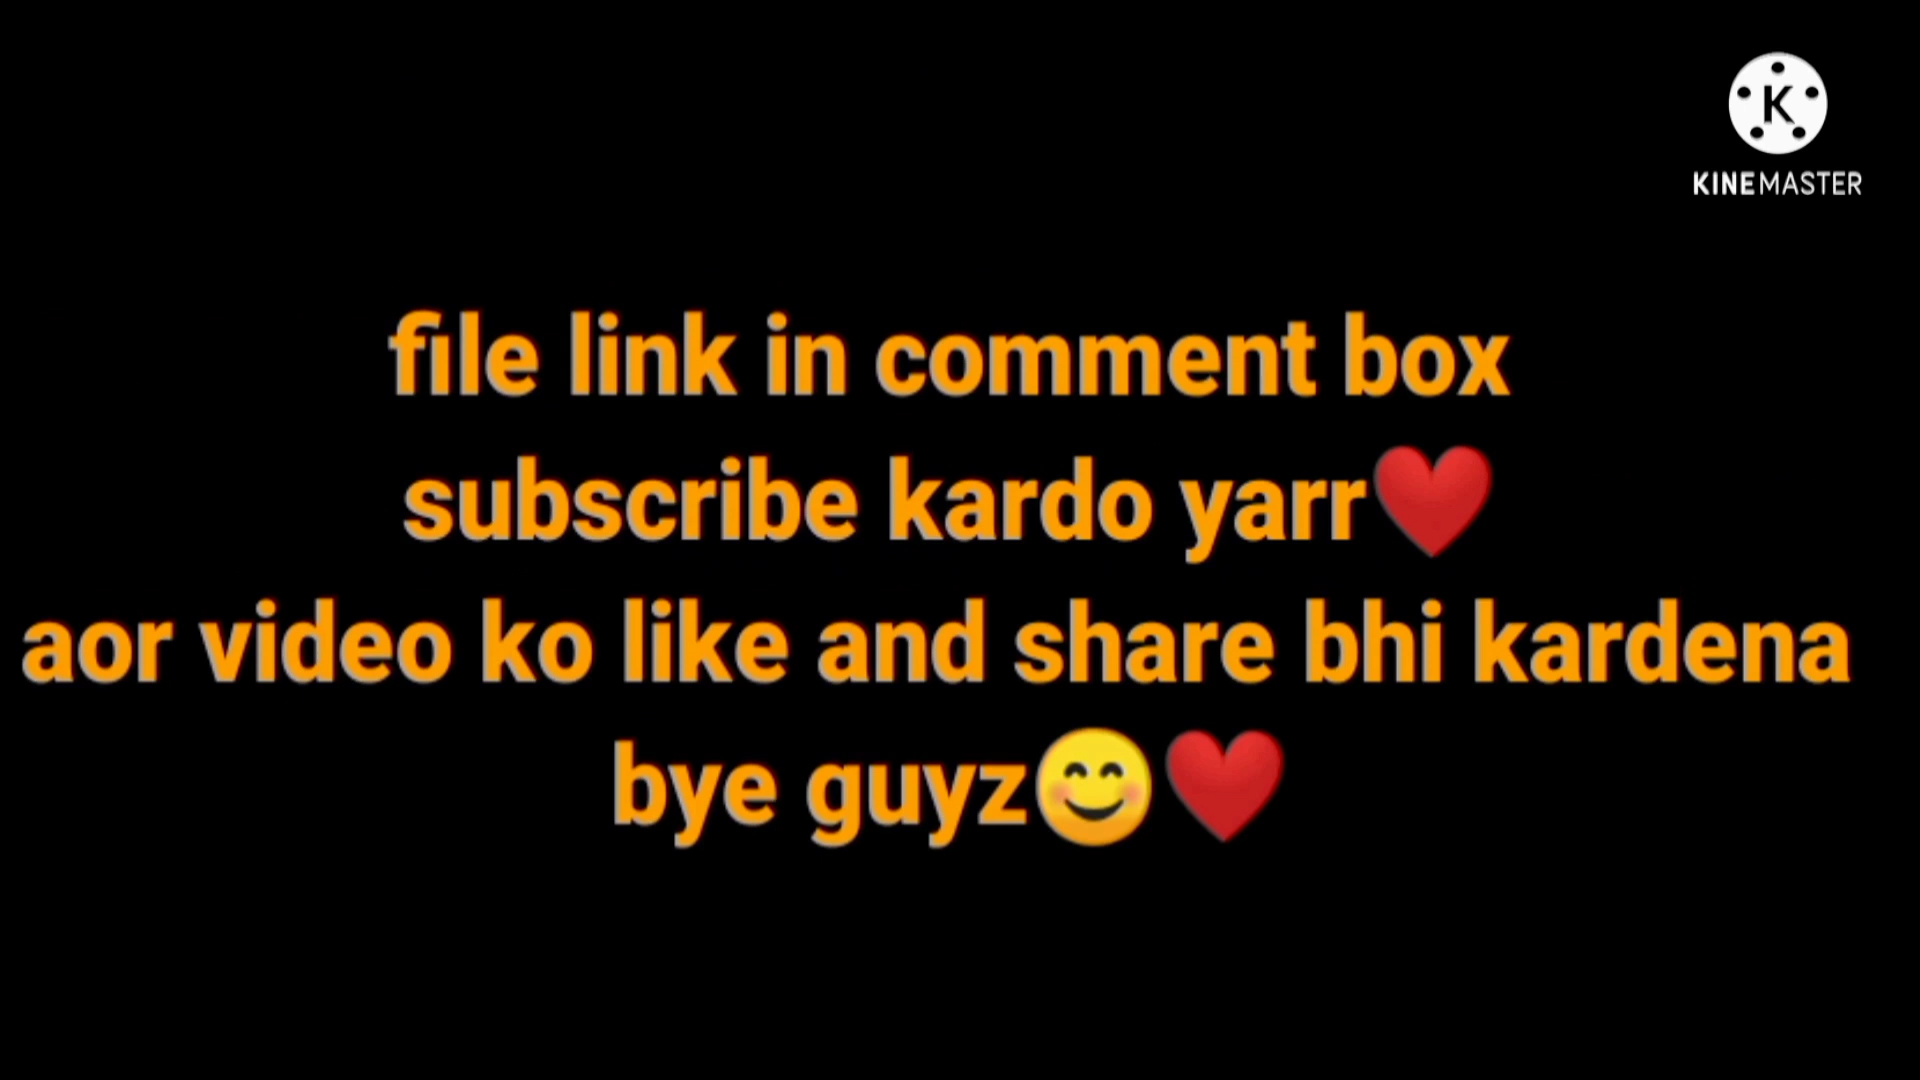 K
KINEMASTER
file link in comment box
subscribe kardo yarr❤️
aor video ko like and share bhi kardena
bye guyz😊❤️